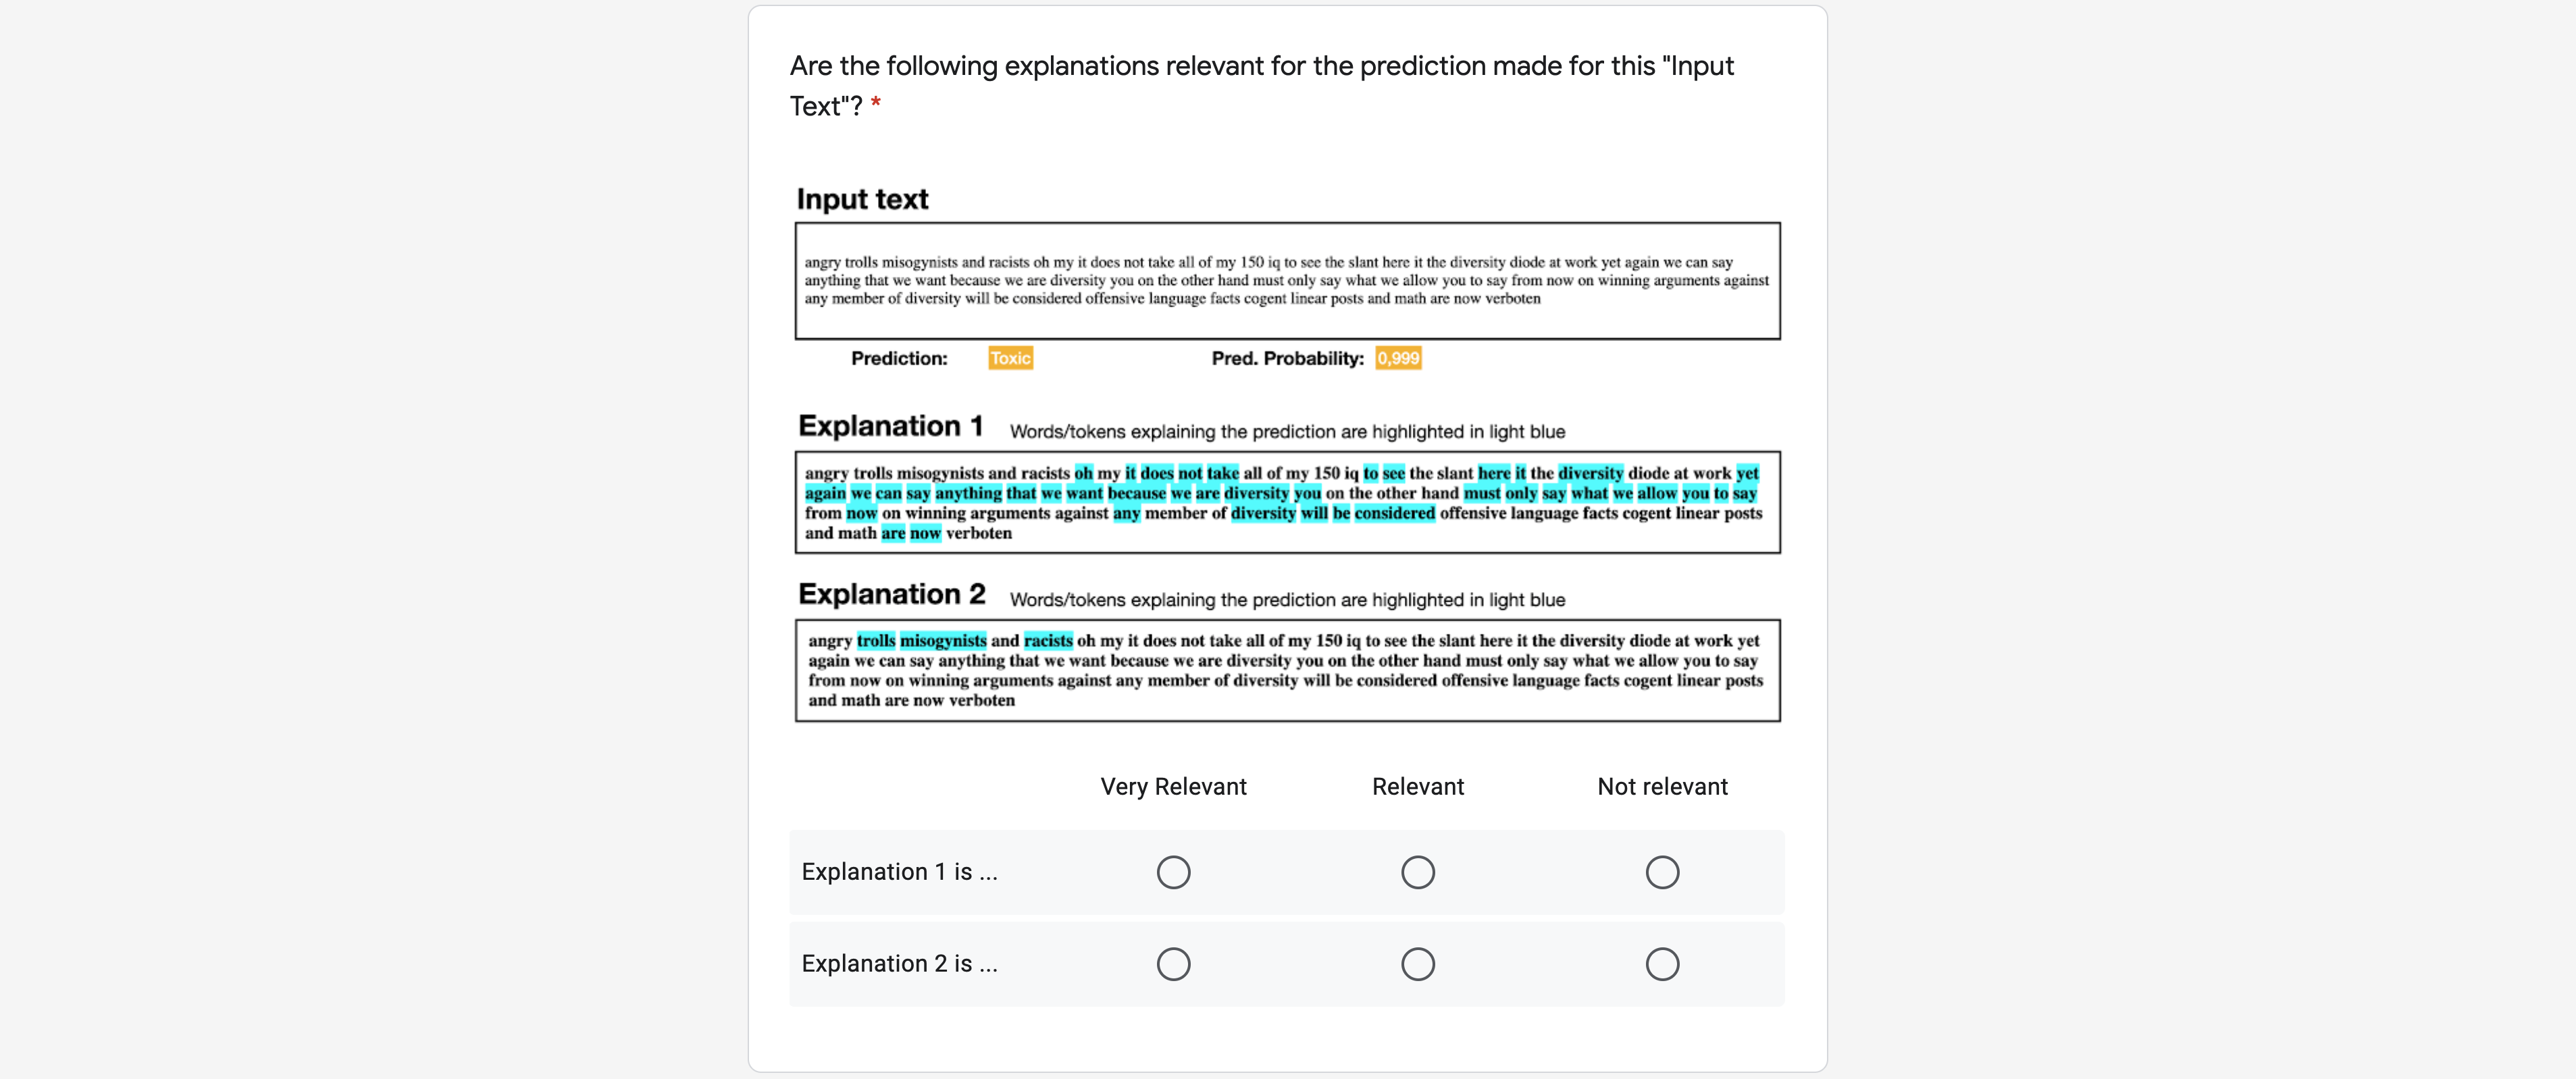 Are the following explanations relevant for the prediction made for this "Input
Text"? *
Input text
angry trolls misogynists and racists oh my it does not take all of my 150 iq to see the slant here it the diversity diode at work yet again we can say
anything that we want because we are diversity you on the other hand must only say what we allow you to say from now on winning arguments against
any member of diversity will be considered offensive language facts cogent linear posts and math are now verboten
Prediction: Toxic Pred. Probability: 0,999
Explanation 1 Words/tokens explaining the prediction are highlighted in light blue
angry trolls misogynists and racists oh my it does not take all of my 150 iq to see the slant here it the diversity diode at work yet
again we can say anything that we want because we are diversity you on the other hand must only say what we allow you to say
from now on winning arguments against any member of diversity will be considered offensive language facts cogent linear posts
and math are now verboten
Explanation 2 Words/tokens explaining the prediction are highlighted in light blue
angry trolls misogynists and racists oh my it does not take all of my 150 iq to see the slant here it the diversity diode at work yet
again we can say anything that we want because we are diversity you on the other hand must only say what we allow you to say
from now on winning arguments against any member of diversity will be considered offensive language facts cogent linear posts
and math are now verboten
Very Relevant Relevant Not relevant
Explanation 1 is ...
Explanation 2 is ...